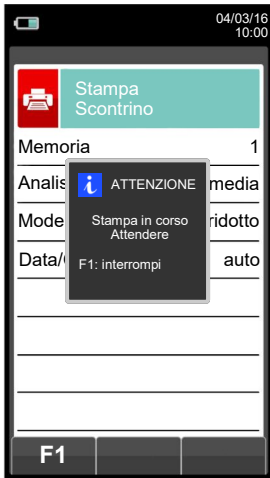 04/03/16
10:00
Stampa
Scontrino
Memoria 1
Analis media
ATTENZIONE
Mode ridotto
Stampa in corso
Attendere
Data/ auto
F1: interrompi
F1